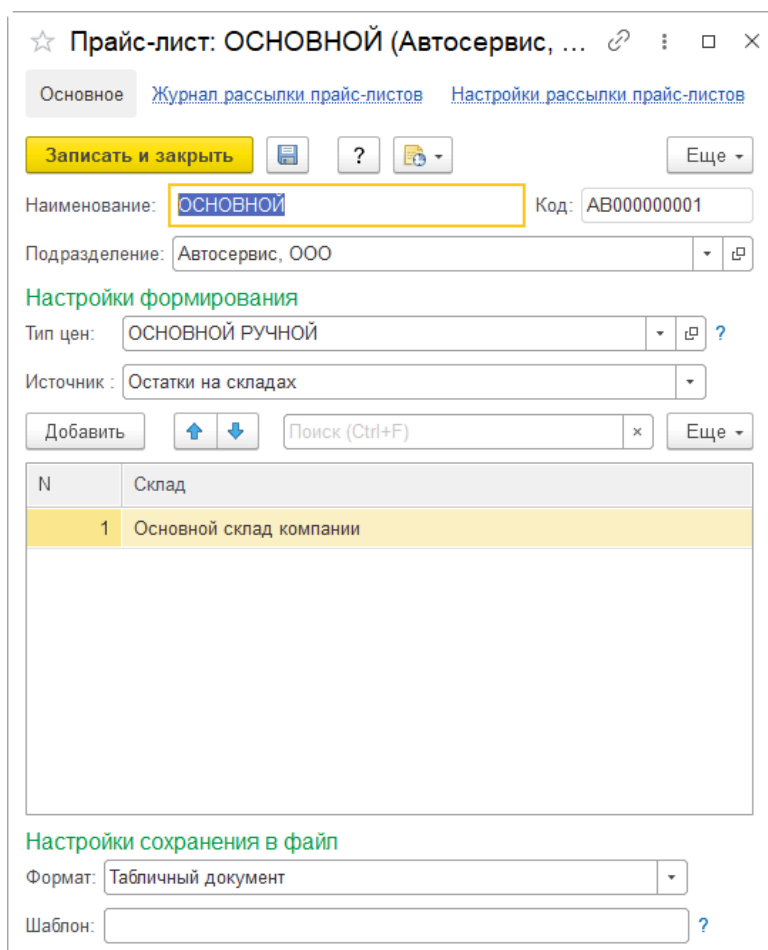 Прайс-лист: ОСНОВНОЙ (Автосервис, ...
Основное Журнал рассылки прайс-листов Настройки рассылки прайс-листов
Записать и закрыть ? Еще
Наименование: ОСНОВНОЙ Код: АВ000000001
Подразделение: Автосервис, ООО
Настройки формирования
Тип цен: ОСНОВНОЙ РУЧНОЙ ?
Источник : Остатки на складах
Добавить Поиск (Ctrl+F) × Еще
N Склад
1 Основной склад компании
Настройки сохранения в файл
Формат: Табличный документ
Шаблон: ?